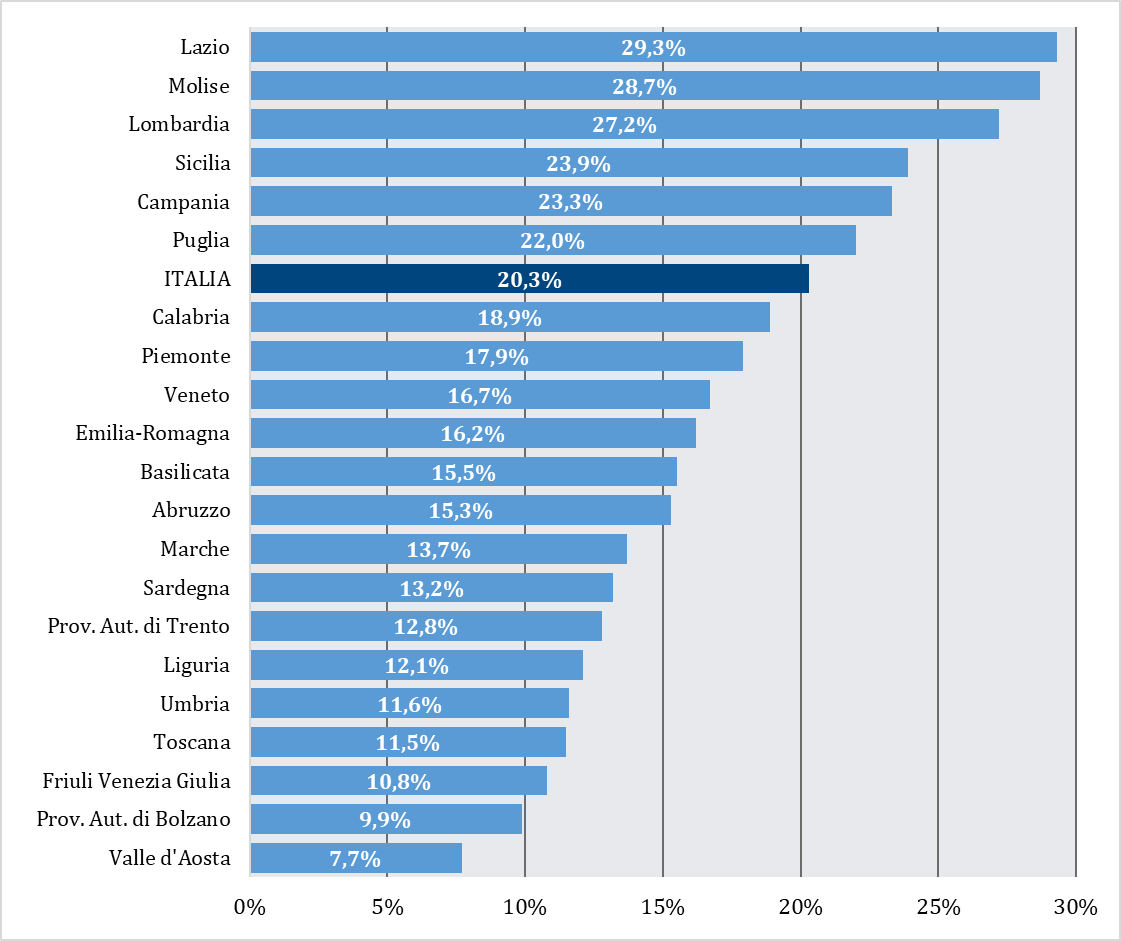 Lazio 29,3%
Molise 28,7%
Lombardia 27,2%
Sicilia 23,9%
Campania 23,3%
Puglia 22,0%
ITALIA 20,3%
Calabria 18,9%
Piemonte 17,9%
Veneto 16,7%
Emilia-Romagna 16,2%
Basilicata 15,5%
Abruzzo 15,3%
Marche 13,7%
Sardegna 13,2%
Prov. Aut. di Trento 12,8%
Liguria 12,1%
Umbria 11,6%
Toscana 11,5%
Friuli Venezia Giulia 10,8%
Prov. Aut. di Bolzano 9,9%
Valle d'Aosta 7,7%
0% 5% 10% 15% 20% 25% 30%